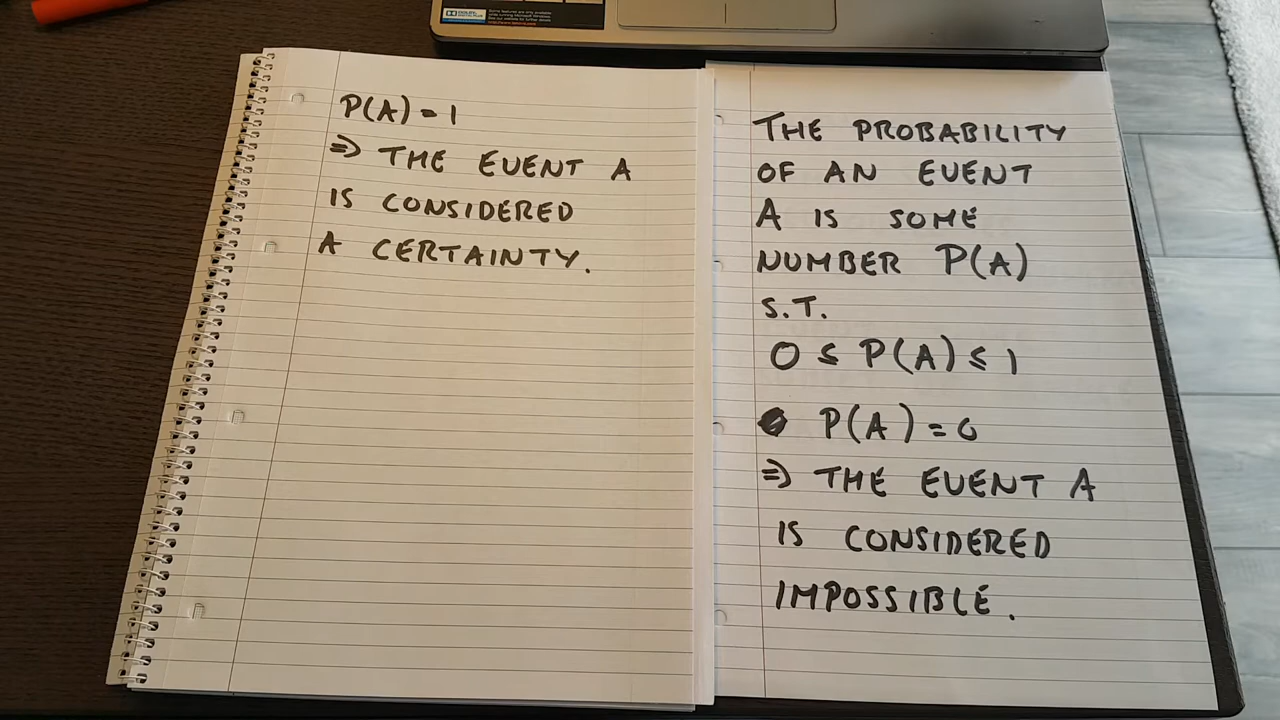 P(A) = 1
⇒ THE EVENT A
IS CONSIDERED
A CERTAINTY.
THE PROBABILITY
OF AN EVENT
A IS SOME
NUMBER P(A)
S.T.
0 ≤ P(A) ≤ 1
P(A) = 0
⇒ THE EVENT A
IS CONSIDERED
IMPOSSIBLE.